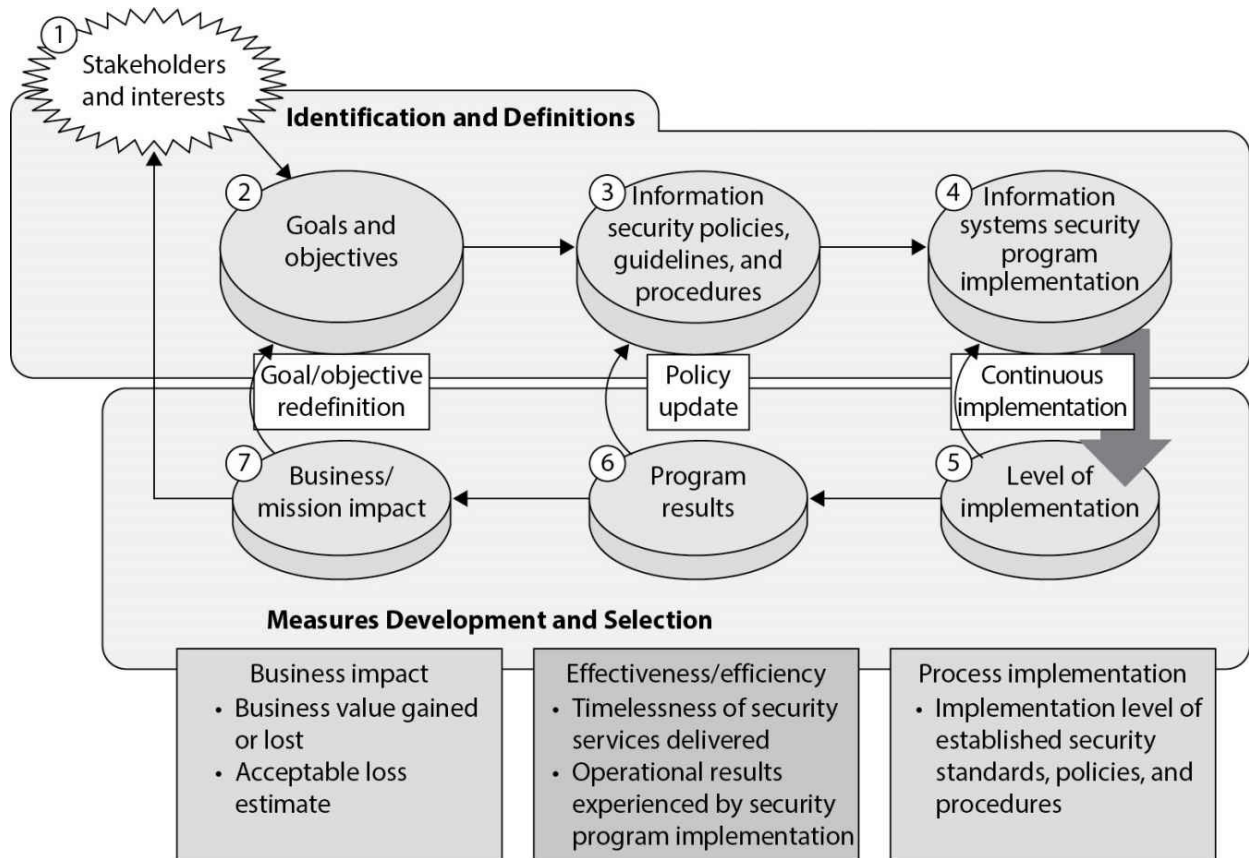 1
Stakeholders
and interests
Identification and Definitions
2
Goals and
objectives
3
Information
security policies,
guidelines, and
procedures
4
Information
systems security
program
implementation
Goal/objective
redefinition
Policy
update
Continuous
implementation
7
Business/
mission impact
6
Program
results
5
Level of
implementation
Measures Development and Selection
Business impact
• Business value gained
or lost
• Acceptable loss
estimate
Effectiveness/efficiency
• Timelessness of security
services delivered
• Operational results
experienced by security
program implementation
Process implementation
• Implementation level of
established security
standards, policies, and
procedures